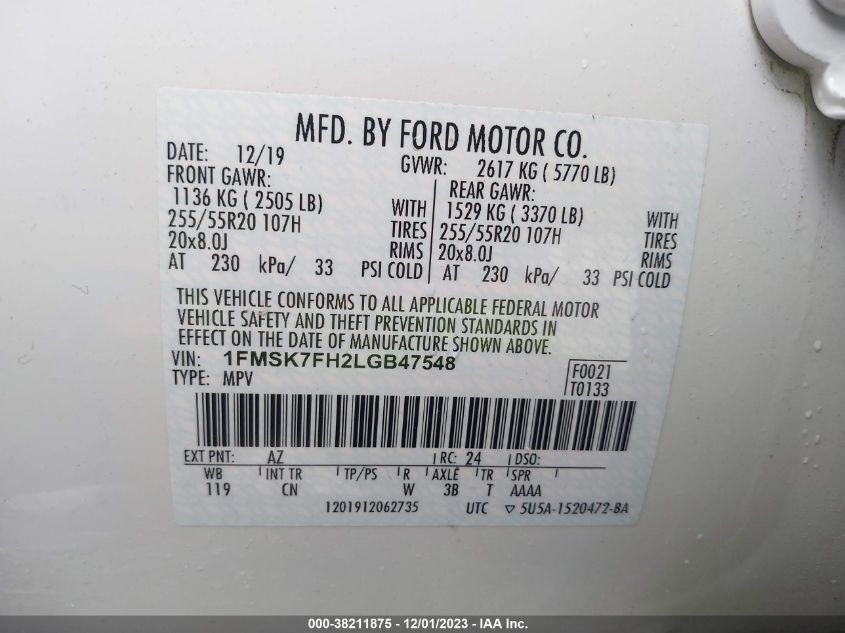 MFD. BY FORD MOTOR CO.
DATE: 12/19 GVWR: 2617 KG ( 5770 LB)
FRONT GAWR: REAR GAWR:
1136 KG ( 2505 LB) WITH 1529 KG ( 3370 LB) WITH
255/55R20 107H TIRES 255/55R20 107H TIRES
20x8.0J RIMS 20x8.0J RIMS
AT 230 kPa/ 33 PSI COLD AT 230 kPa/ 33 PSI COLD
THIS VEHICLE CONFORMS TO ALL APPLICABLE FEDERAL MOTOR
VEHICLE SAFETY AND THEFT PREVENTION STANDARDS IN
EFFECT ON THE DATE OF MANUFACTURE SHOWN ABOVE.
VIN: 1FMSK7FH2LGB47548 F0021
TYPE: MPV T0133
EXT PNT: AZ RC: 24 DSO:
WB INT TR TP/PS R AXLE TR SPR
119 CN W 3B T AAAA
1201912062735 UTC ▽ 5U5A-1520472-BA
000-38211875 - 12/01/2023 - IAA Inc.